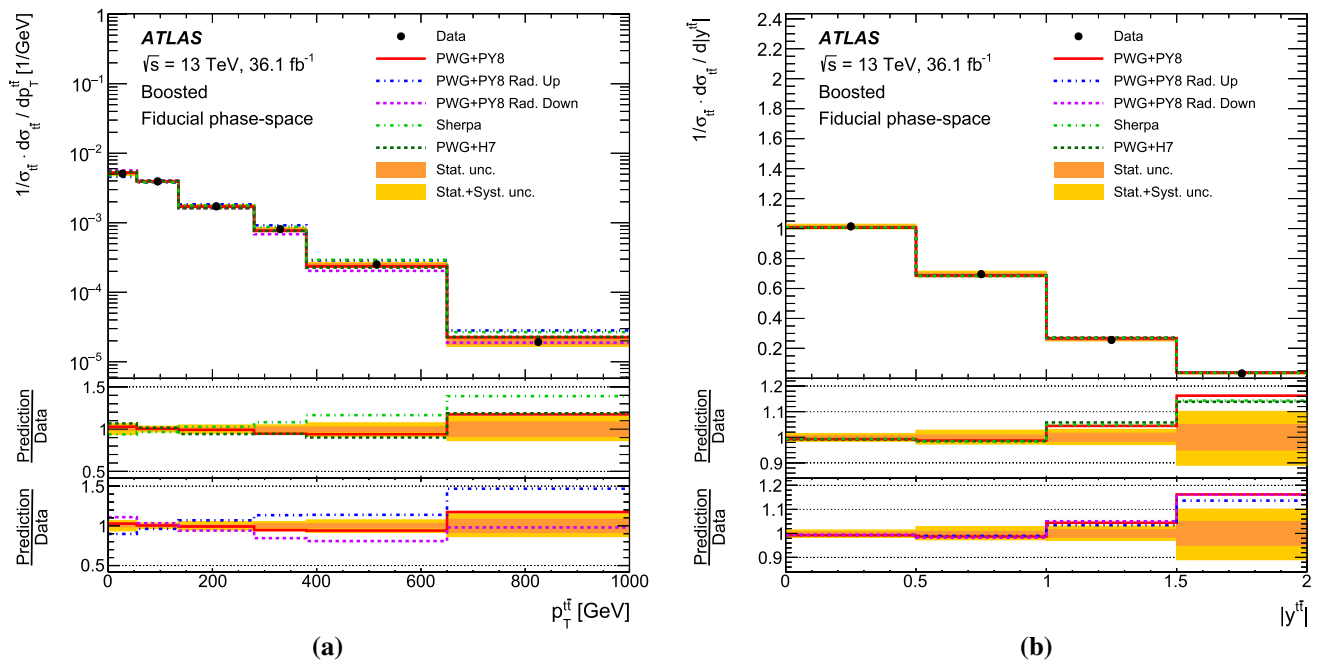 ATLAS
√s = 13 TeV, 36.1 fb⁻¹
Boosted
Fiducial phase-space
Data
PWG+PY8
PWG+PY8 Rad. Up
PWG+PY8 Rad. Down
Sherpa
PWG+H7
Stat. unc.
Stat.+Syst. unc.
1/σ_tt̄ · dσ_tt̄ / dp_T^tt̄ [1/GeV]
1
10⁻¹
10⁻²
10⁻³
10⁻⁴
10⁻⁵
Prediction
Data
1.5
1
0.5
Prediction
Data
1.5
1
0.5
0 200 400 600 800 1000
p_T^tt̄ [GeV]
(a)
ATLAS
√s = 13 TeV, 36.1 fb⁻¹
Boosted
Fiducial phase-space
Data
PWG+PY8
PWG+PY8 Rad. Up
PWG+PY8 Rad. Down
Sherpa
PWG+H7
Stat. unc.
Stat.+Syst. unc.
1/σ_tt̄ · dσ_tt̄ / d|y^tt̄|
2.4
2.2
2
1.8
1.6
1.4
1.2
1
0.8
0.6
0.4
0.2
Prediction
Data
1.2
1.1
1
0.9
Prediction
Data
1.2
1.1
1
0.9
0 0.5 1 1.5 2
|y^tt̄|
(b)